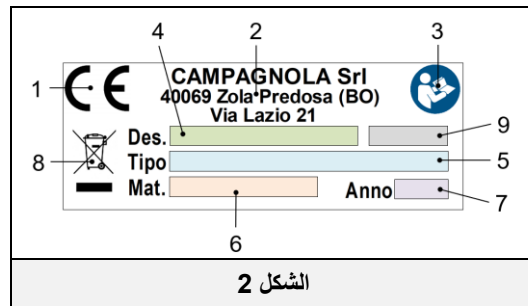 4 2 3
1 CE CAMPAGNOLA Srl
40069 Zola Predosa (BO)
Via Lazio 21
Des. 9
8 Tipo 5
Mat. Anno
6 7
الشكل 2